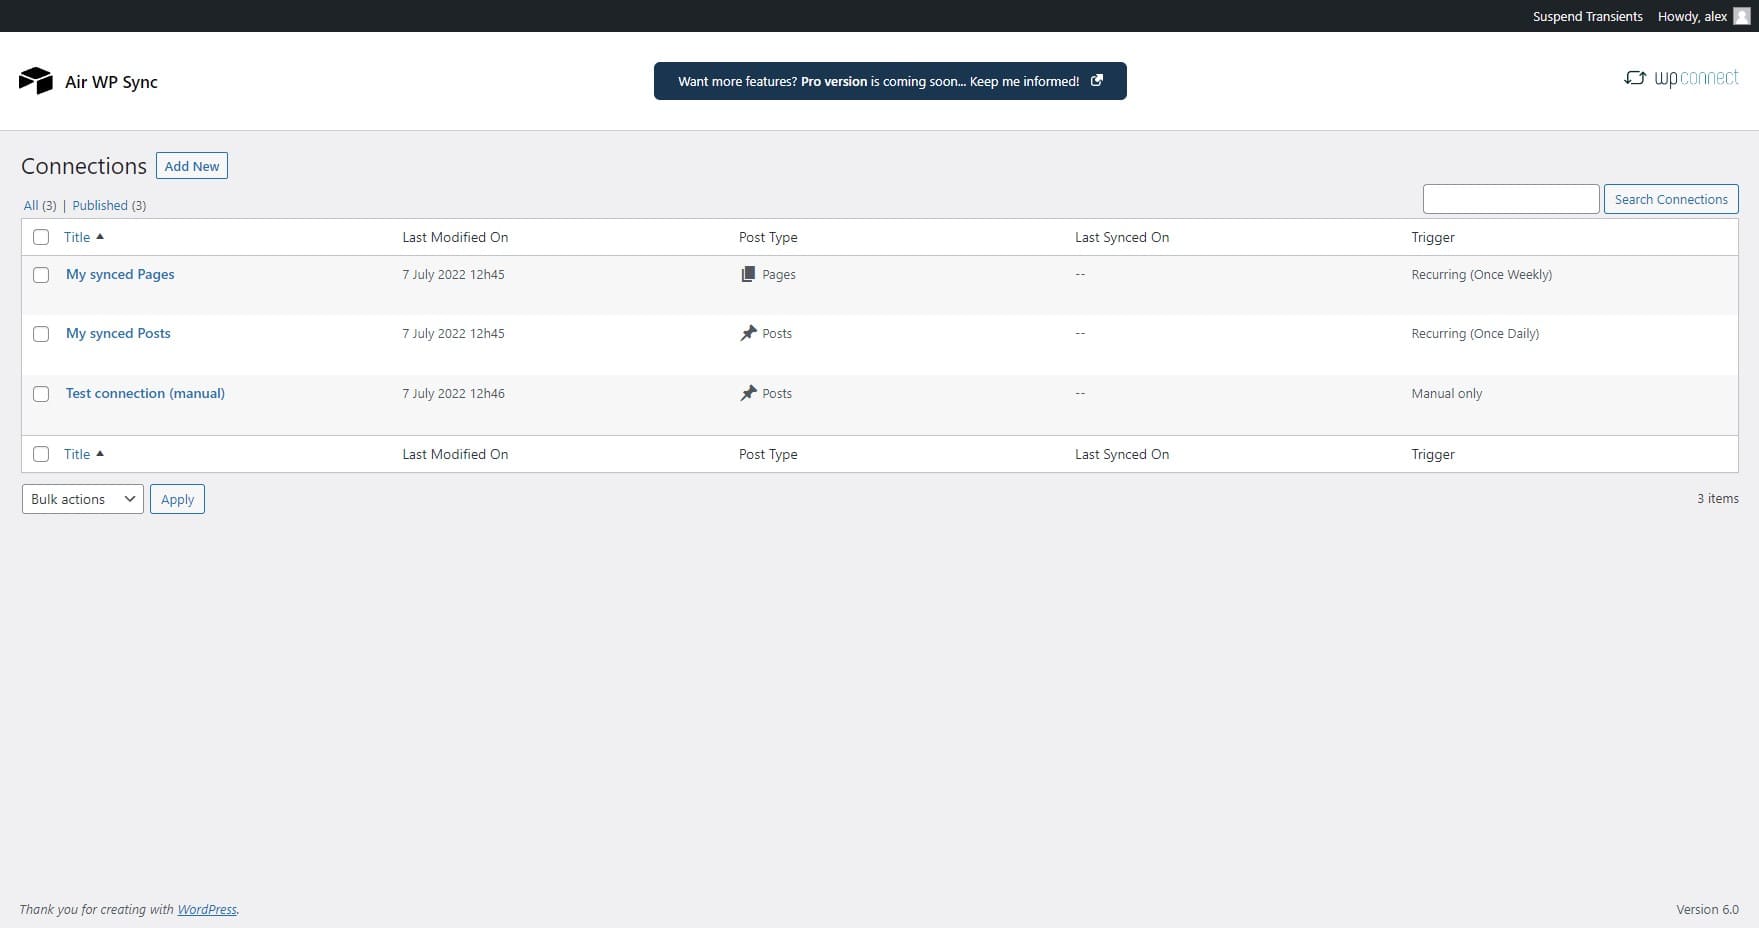 Suspend Transients Howdy, alex
Air WP Sync
Want more features? Pro version is coming soon... Keep me informed!
wpconnect
Connections Add New
All (3) | Published (3)
Search Connections
Title Last Modified On Post Type Last Synced On Trigger
My synced Pages 7 July 2022 12h45 Pages -- Recurring (Once Weekly)
My synced Posts 7 July 2022 12h45 Posts -- Recurring (Once Daily)
Test connection (manual) 7 July 2022 12h46 Posts -- Manual only
Title Last Modified On Post Type Last Synced On Trigger
Bulk actions Apply 3 items
Thank you for creating with WordPress. Version 6.0